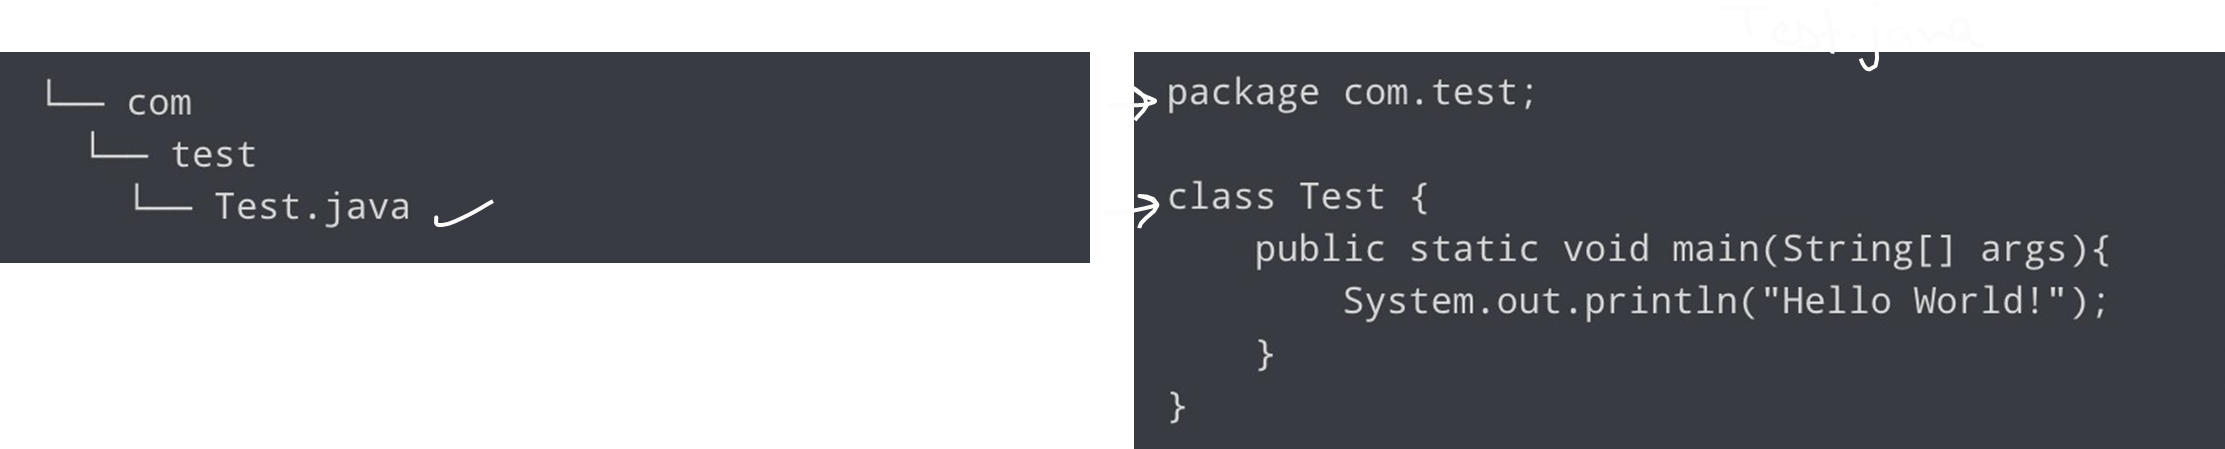 Test.java
└── com
└── test
└── Test.java
package com.test;
class Test {
public static void main(String[] args){
System.out.println("Hello World!");
}
}